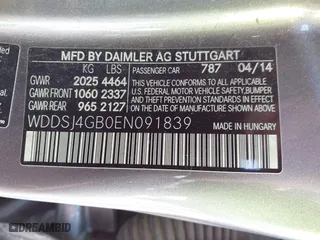 MFD BY DAIMLER AG STUTTGART
KG LBS PASSENGER CAR 787 04/14
GVWR 2025 4464
GAWR FRONT 1060 2337
GAWR REAR 965 2127
THIS VEHICLE CONFORMS TO ALL APPLICABLE
U.S. FEDERAL MOTOR VEHICLE SAFETY, BUMPER,
AND THEFT PREVENTION STANDARDS IN EFFECT
ON THE DATE OF MANUFACTURE SHOWN ABOVE.
WDDSJ4GB0EN091839
MADE IN HUNGARY
DREAMBID